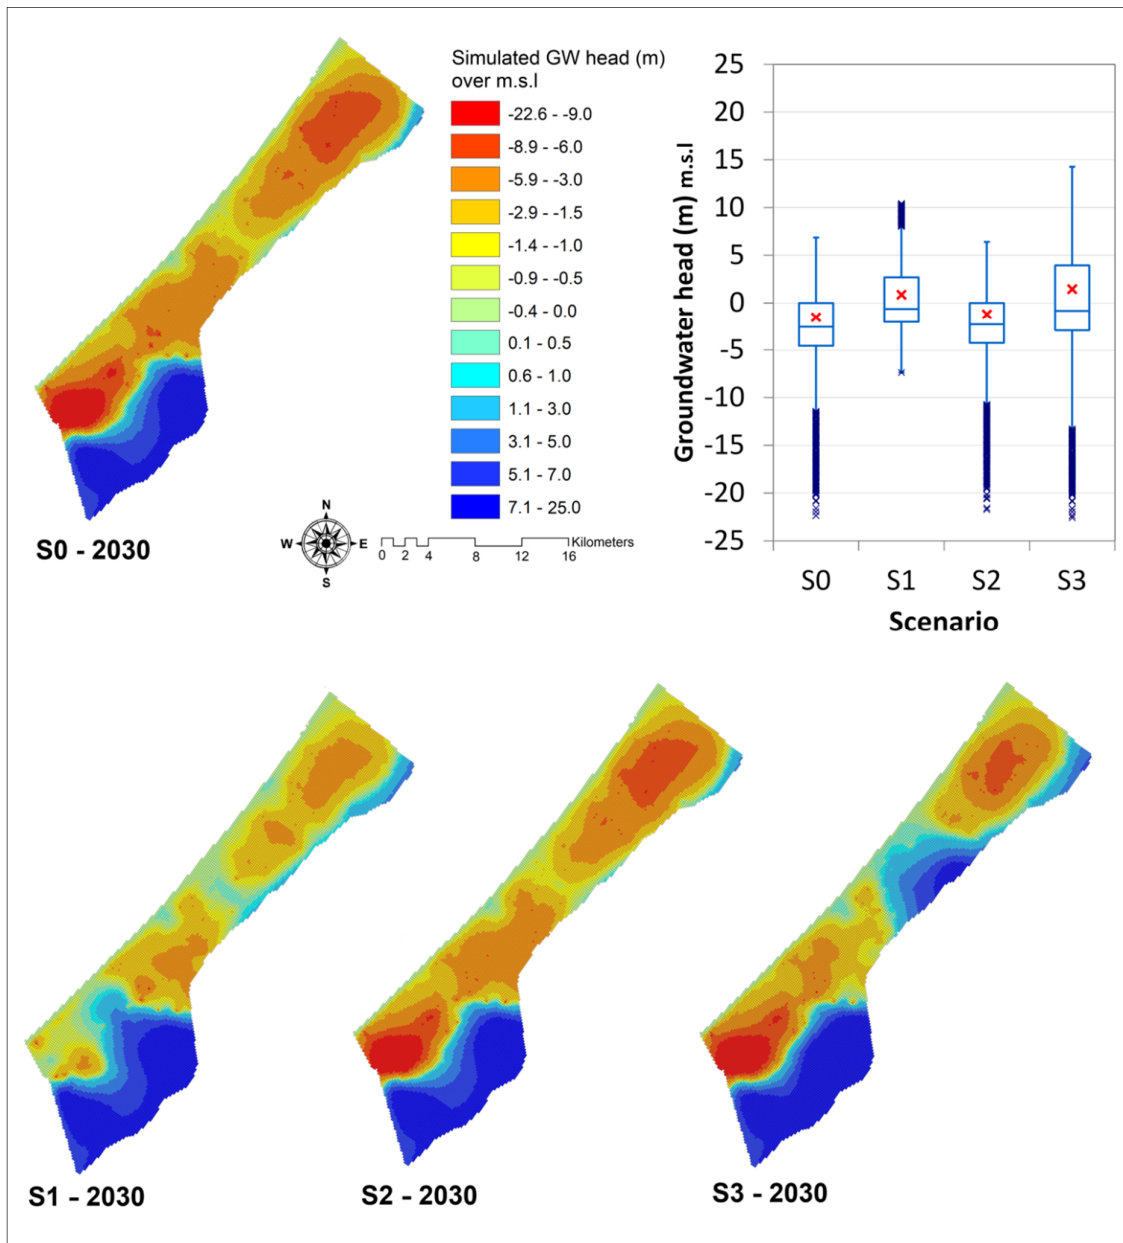 Simulated GW head (m)
over m.s.l
-22.6 - -9.0
-8.9 - -6.0
-5.9 - -3.0
-2.9 - -1.5
-1.4 - -1.0
-0.9 - -0.5
-0.4 - 0.0
0.1 - 0.5
0.6 - 1.0
1.1 - 3.0
3.1 - 5.0
5.1 - 7.0
7.1 - 25.0
N
W
E
S
Kilometers
0 2 4 8 12 16
S0 - 2030
Groundwater head (m) m.s.l
25
20
15
10
5
0
-5
-10
-15
-20
-25
S0 S1 S2 S3
Scenario
S1 - 2030
S2 - 2030
S3 - 2030